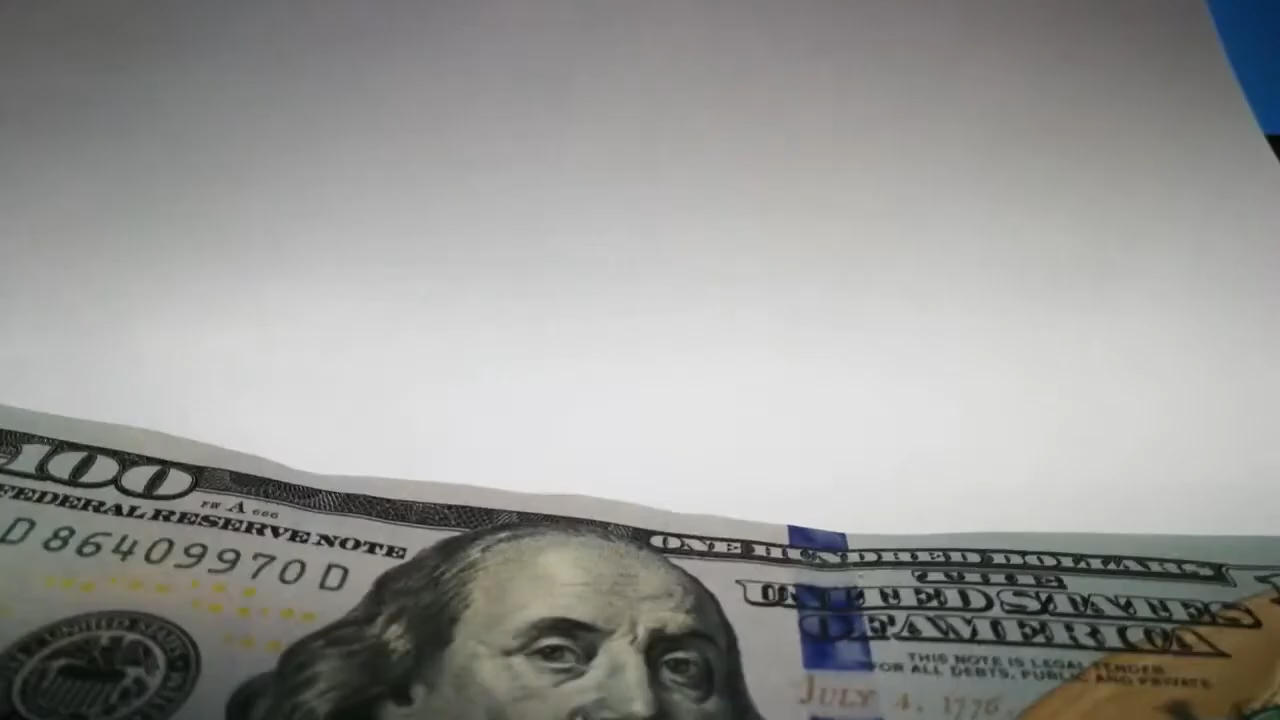 100
FW A 666
FEDERAL RESERVE NOTE
D 86409970 D
ONE HUNDRED DOLLARS
THE
UNITED STATES
OF AMERICA
THIS NOTE IS LEGAL TENDER
FOR ALL DEBTS, PUBLIC AND PRIVATE
JULY 4, 1776